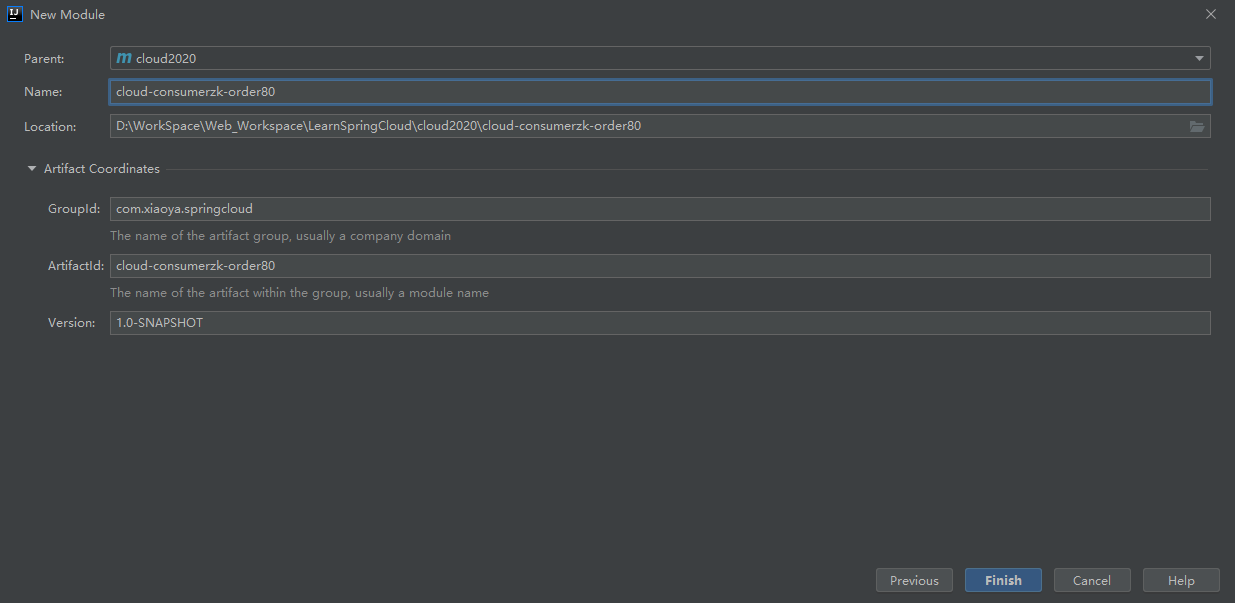 New Module
Parent: m cloud2020
Name: cloud-consumerzk-order80
Location: D:\WorkSpace\Web_Workspace\LearnSpringCloud\cloud2020\cloud-consumerzk-order80
Artifact Coordinates
GroupId: com.xiaoya.springcloud
The name of the artifact group, usually a company domain
ArtifactId: cloud-consumerzk-order80
The name of the artifact within the group, usually a module name
Version: 1.0-SNAPSHOT
Previous Finish Cancel Help